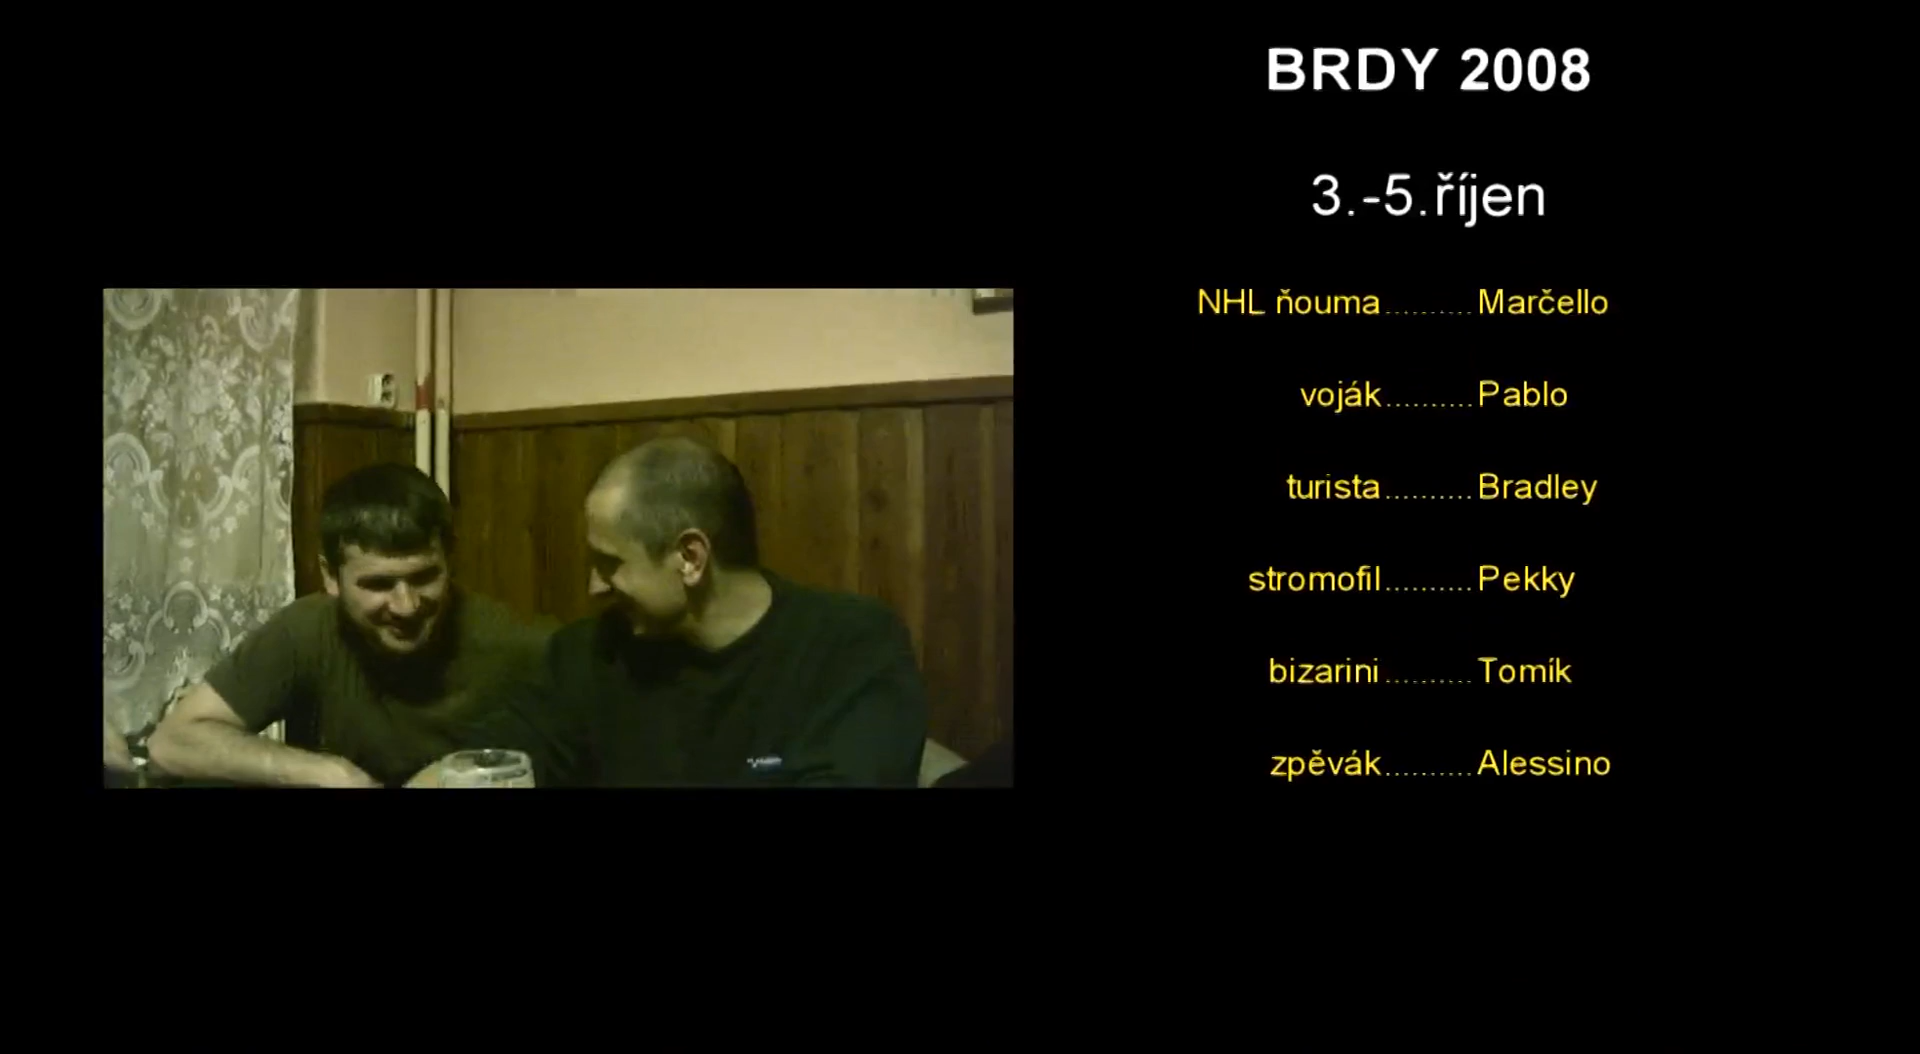 BRDY 2008
3.-5.říjen
NHL ňouma..........Marčello
voják..........Pablo
turista..........Bradley
stromofil..........Pekky
bizarini..........Tomík
zpěvák..........Alessino